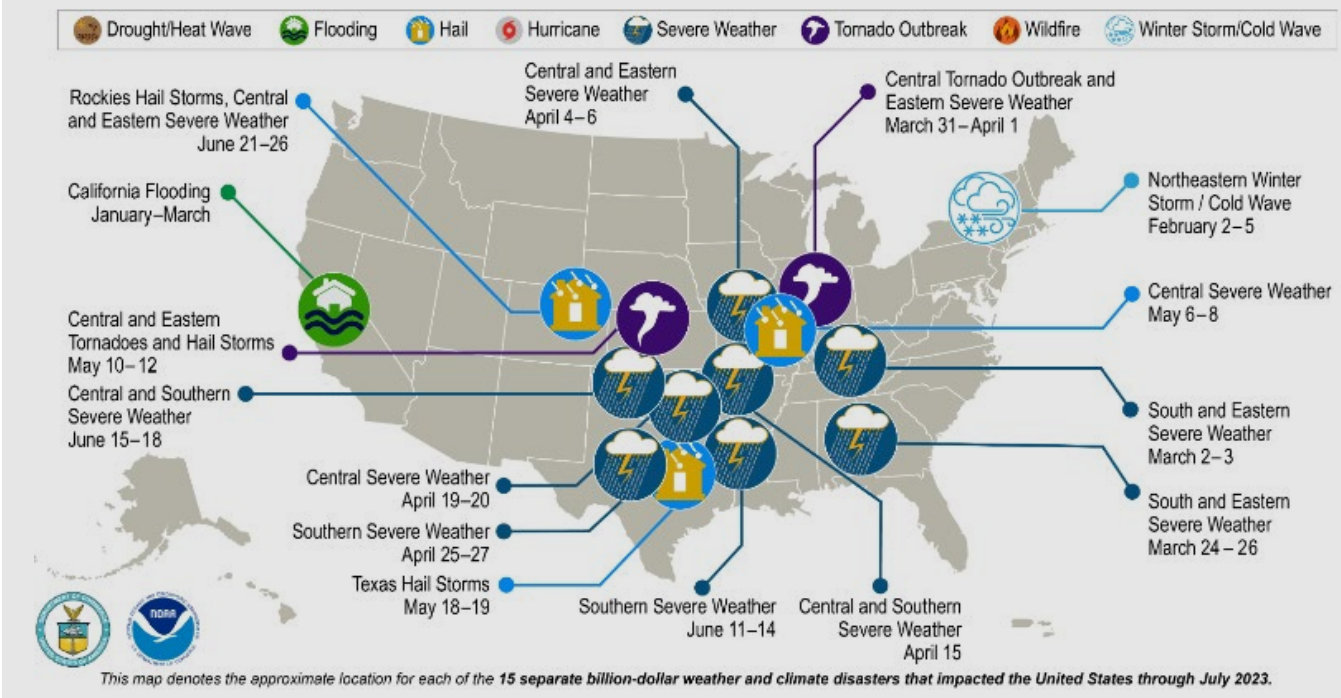 Drought/Heat Wave
Flooding
Hail
Hurricane
Severe Weather
Tornado Outbreak
Wildfire
Winter Storm/Cold Wave
Rockies Hail Storms, Central
and Eastern Severe Weather
June 21–26
Central and Eastern
Severe Weather
April 4–6
Central Tornado Outbreak and
Eastern Severe Weather
March 31–April 1
California Flooding
January–March
Northeastern Winter
Storm / Cold Wave
February 2–5
Central and Eastern
Tornadoes and Hail Storms
May 10–12
Central Severe Weather
May 6–8
Central and Southern
Severe Weather
June 15–18
South and Eastern
Severe Weather
March 2–3
Central Severe Weather
April 19–20
South and Eastern
Severe Weather
March 24–26
Southern Severe Weather
April 25–27
Texas Hail Storms
May 18–19
Southern Severe Weather
June 11–14
Central and Southern
Severe Weather
April 15
NOAA
This map denotes the approximate location for each of the 15 separate billion-dollar weather and climate disasters that impacted the United States through July 2023.